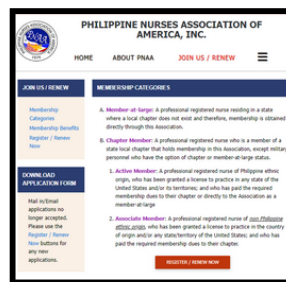 PHILIPPINE NURSES ASSOCIATION OF
AMERICA, INC.
HOME ABOUT PNAA JOIN US / RENEW
JOIN US / RENEW
Membership
Categories
Membership Benefits
Register / Renew
Now
DOWNLOAD
APPLICATION FORM
Mail in/Email
applications no
longer accepted.
Please use the
Register / Renew
Now buttons for
any new
applications.
MEMBERSHIP CATEGORIES
A. Member-at-large: A professional registered nurse residing in a state
where a local chapter does not exist and therefore, membership is obtained
directly through this Association.
B. Chapter Member: A professional registered nurse who is a member of a
state local chapter that holds membership in this Association, except military
personnel who have the option of chapter or member-at-large status.
1. Active Member: A professional registered nurse of Philippine ethnic
origin, who has been granted a license to practice in any state of the
United States and/or its territories; and who has paid the required
membership dues to their chapter or directly to the Association as a
member-at-large
2. Associate Member: A professional registered nurse of non Philippine
ethnic origin, who has been granted a license to practice in the country
of origin and/or any state/territory of the United States; and who has
paid the required membership dues to their chapter.
REGISTER / RENEW NOW